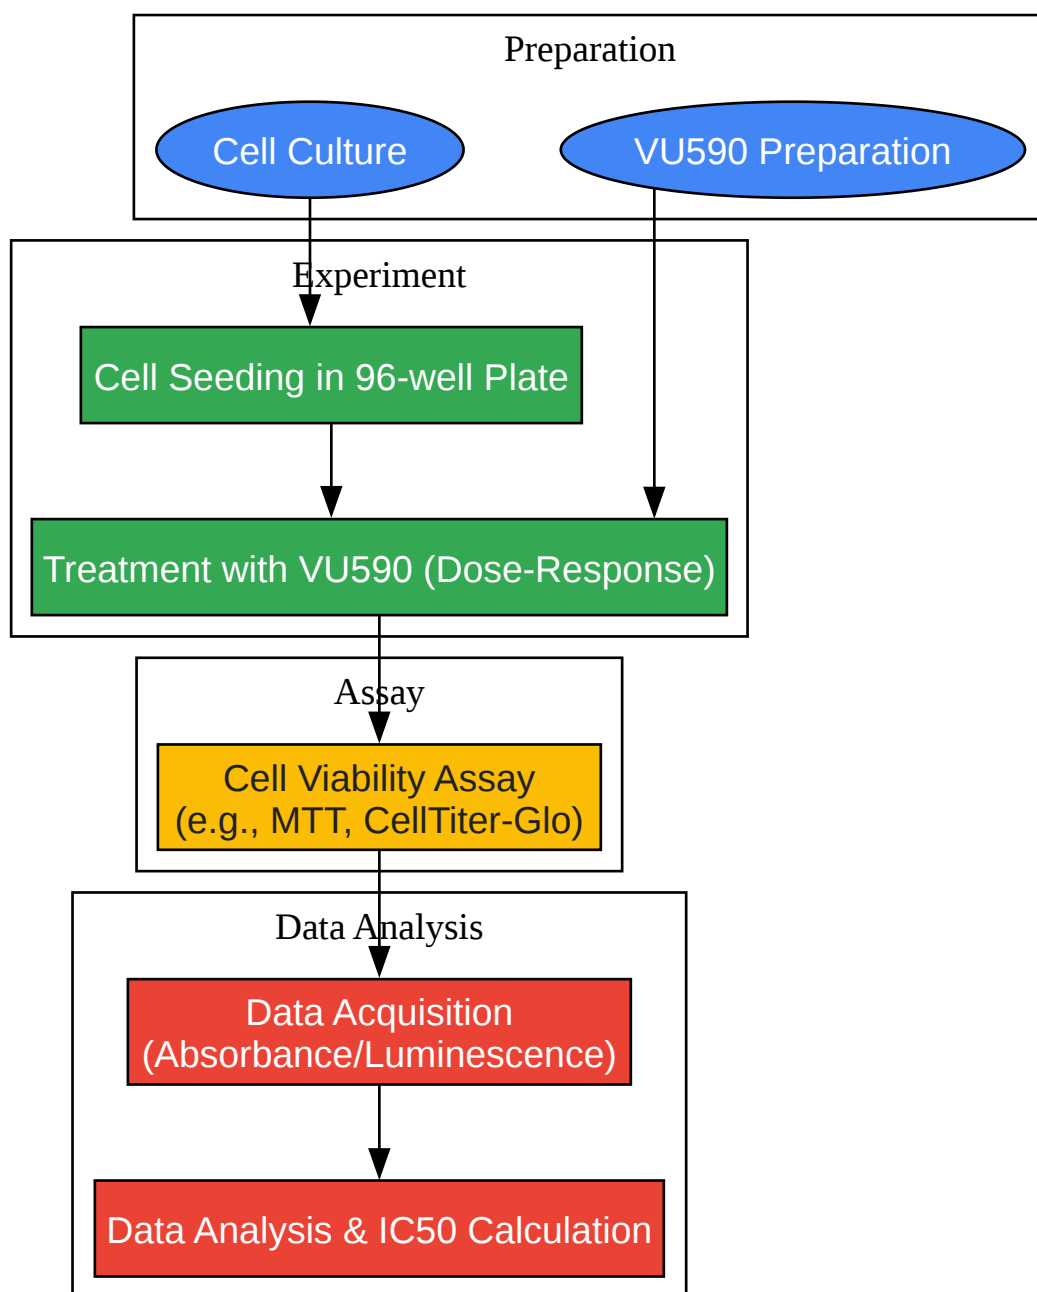 Preparation
Cell Culture
VU590 Preparation
Experiment
Cell Seeding in 96-well Plate
Treatment with VU590 (Dose-Response)
Assay
Cell Viability Assay
(e.g., MTT, CellTiter-Glo)
Data Analysis
Data Acquisition
(Absorbance/Luminescence)
Data Analysis & IC50 Calculation